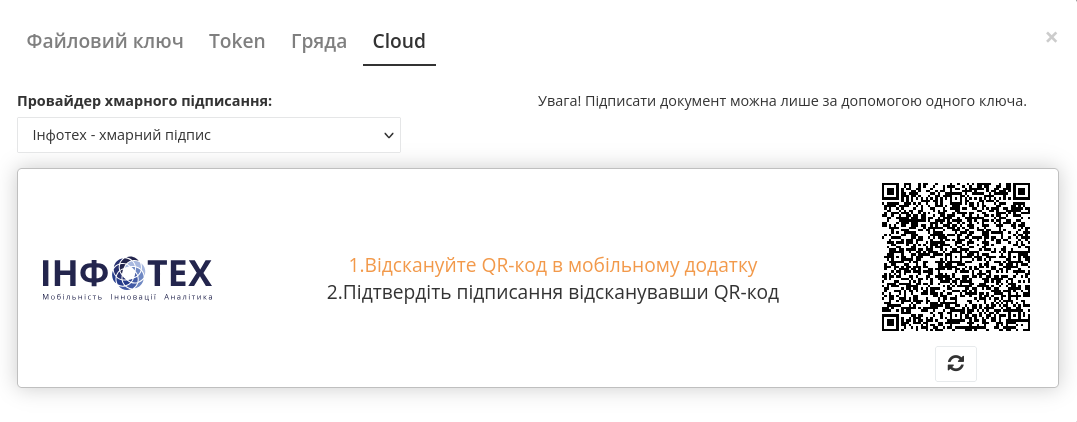 Файловий ключ Token Гряда Cloud ×
Провайдер хмарного підписання:
Увага! Підписати документ можна лише за допомогою одного ключа.
Інфотех - хмарний підпис
ІНФОТЕХ
Мобільність Інновації Аналітика
1.Відскануйте QR-код в мобільному додатку
2.Підтвердіть підписання відсканувавши QR-код